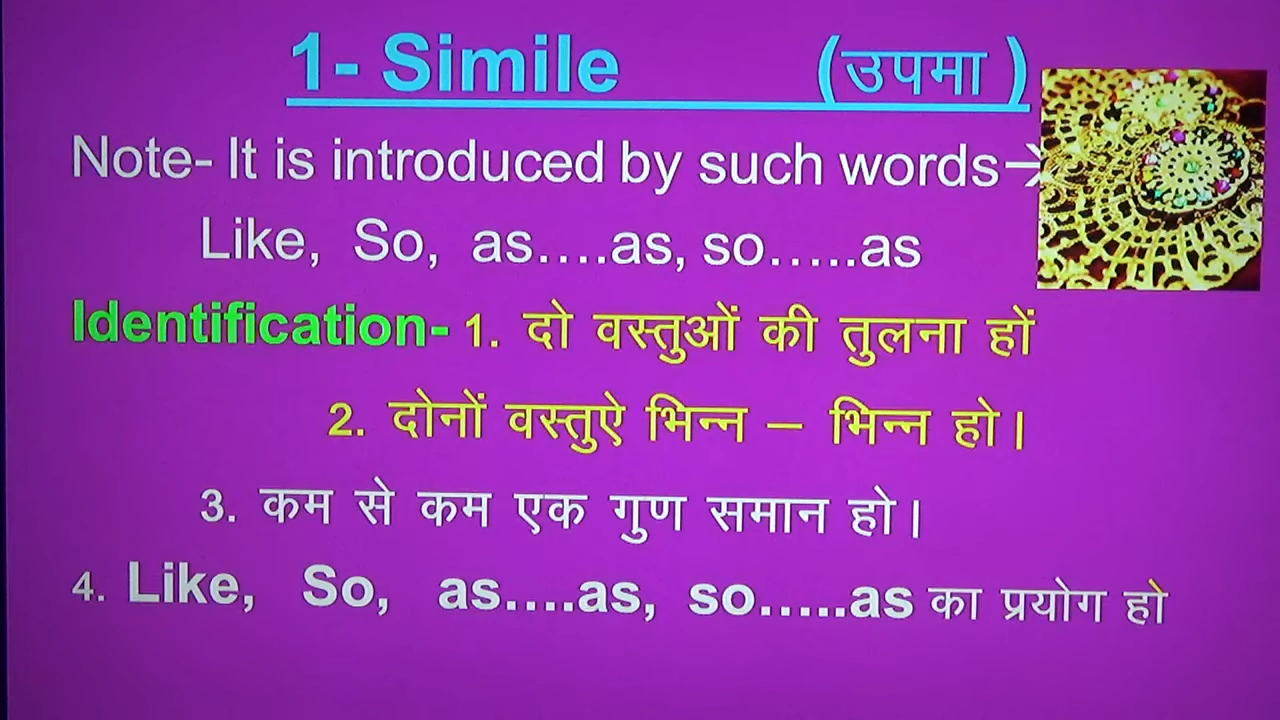 1- Simile (उपमा )
Note- It is introduced by such words→
Like, So, as....as, so.....as
Identification- 1. दो वस्तुओं की तुलना हों
2. दोनों वस्तुऐ भिन्न – भिन्न हो।
3. कम से कम एक गुण समान हो।
4. Like, So, as....as, so.....as का प्रयोग हो